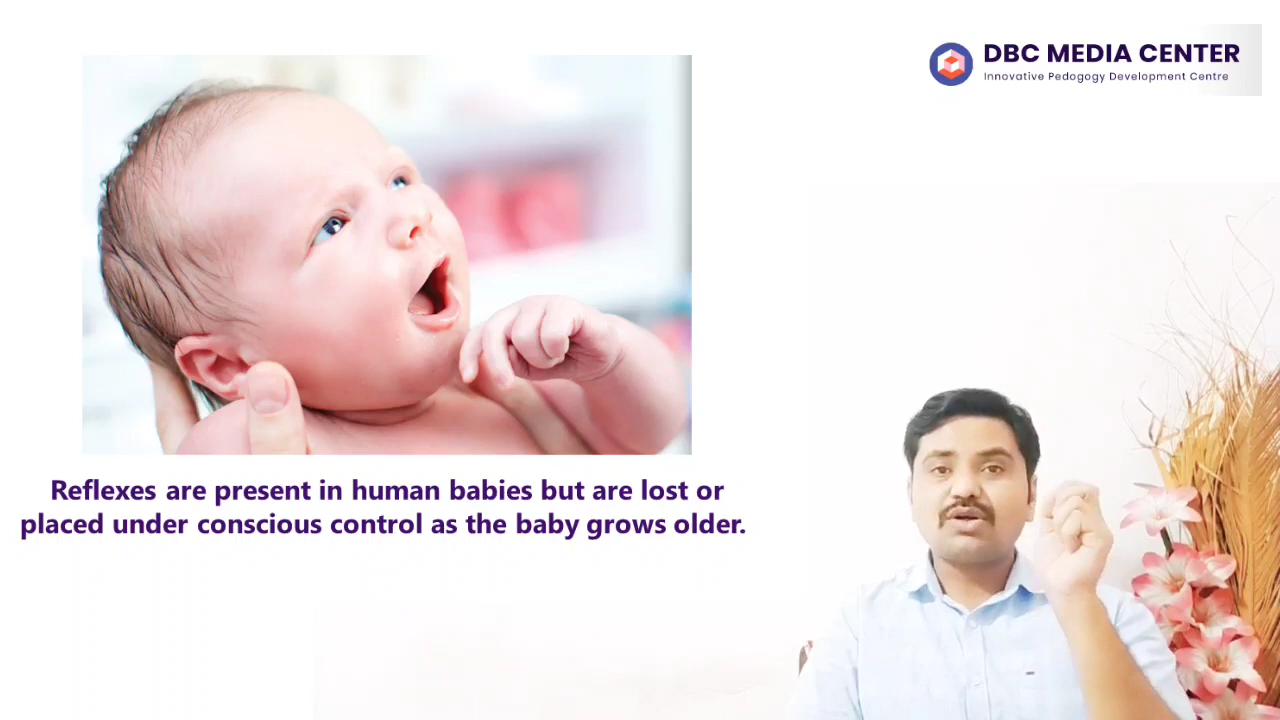 DBC MEDIA CENTER
Innovative Pedogogy Development Centre
Reflexes are present in human babies but are lost or
placed under conscious control as the baby grows older.